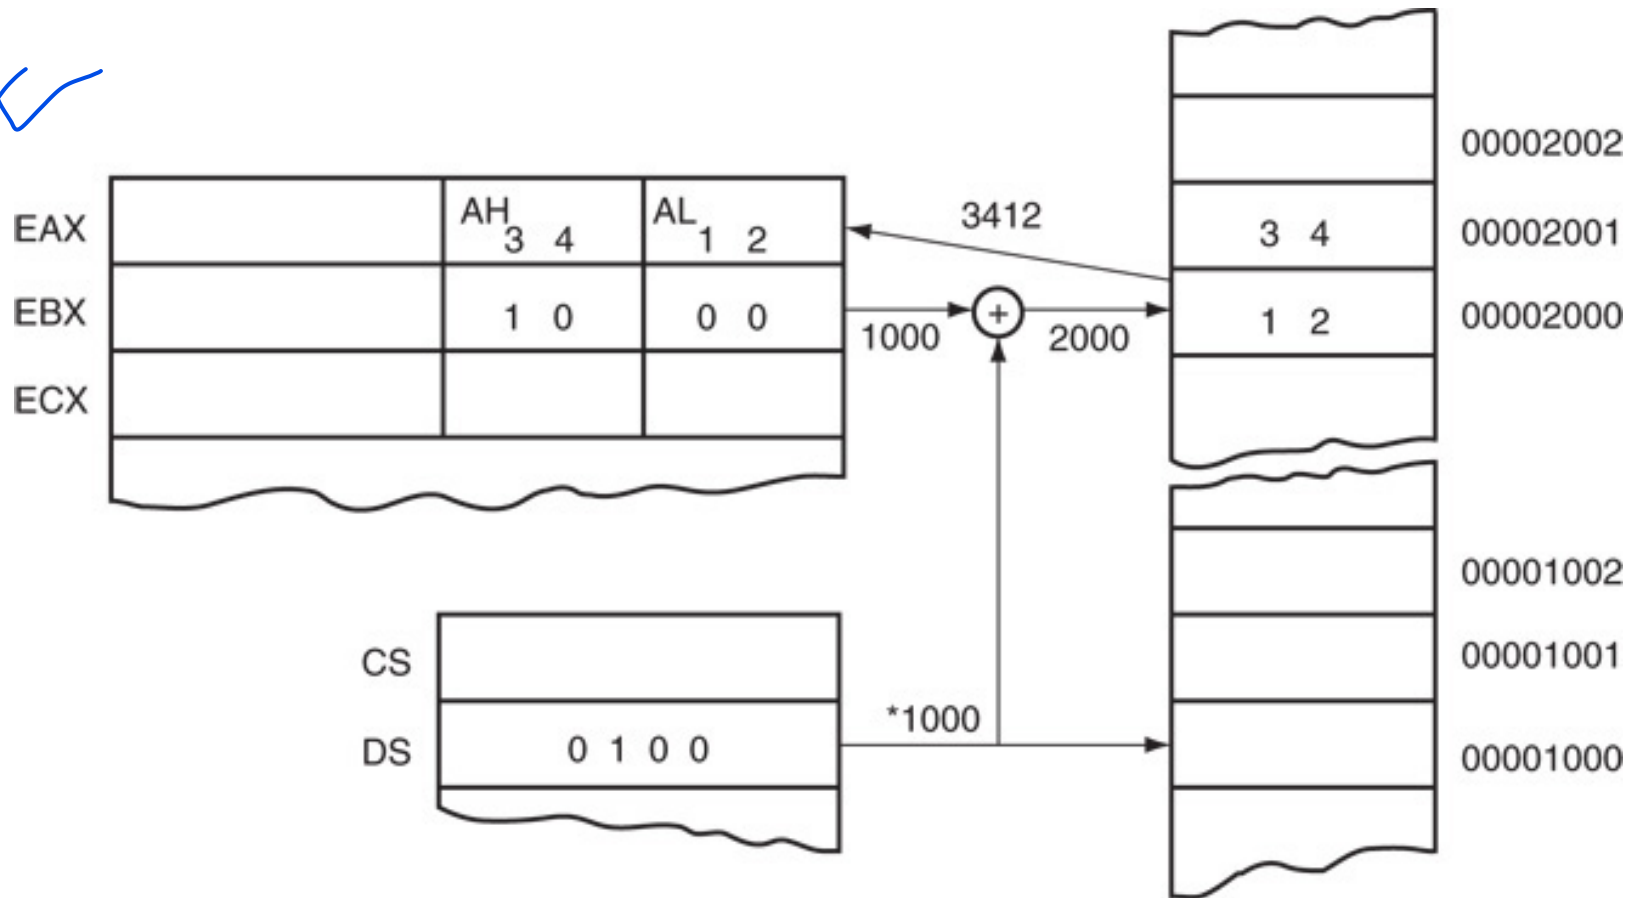 00002002
AH AL
EAX 3 4 1 2 3412 3 4 00002001
EBX 1 0 0 0 1000 + 2000 1 2 00002000
ECX
00001002
CS 00001001
DS 0 1 0 0 *1000 00001000